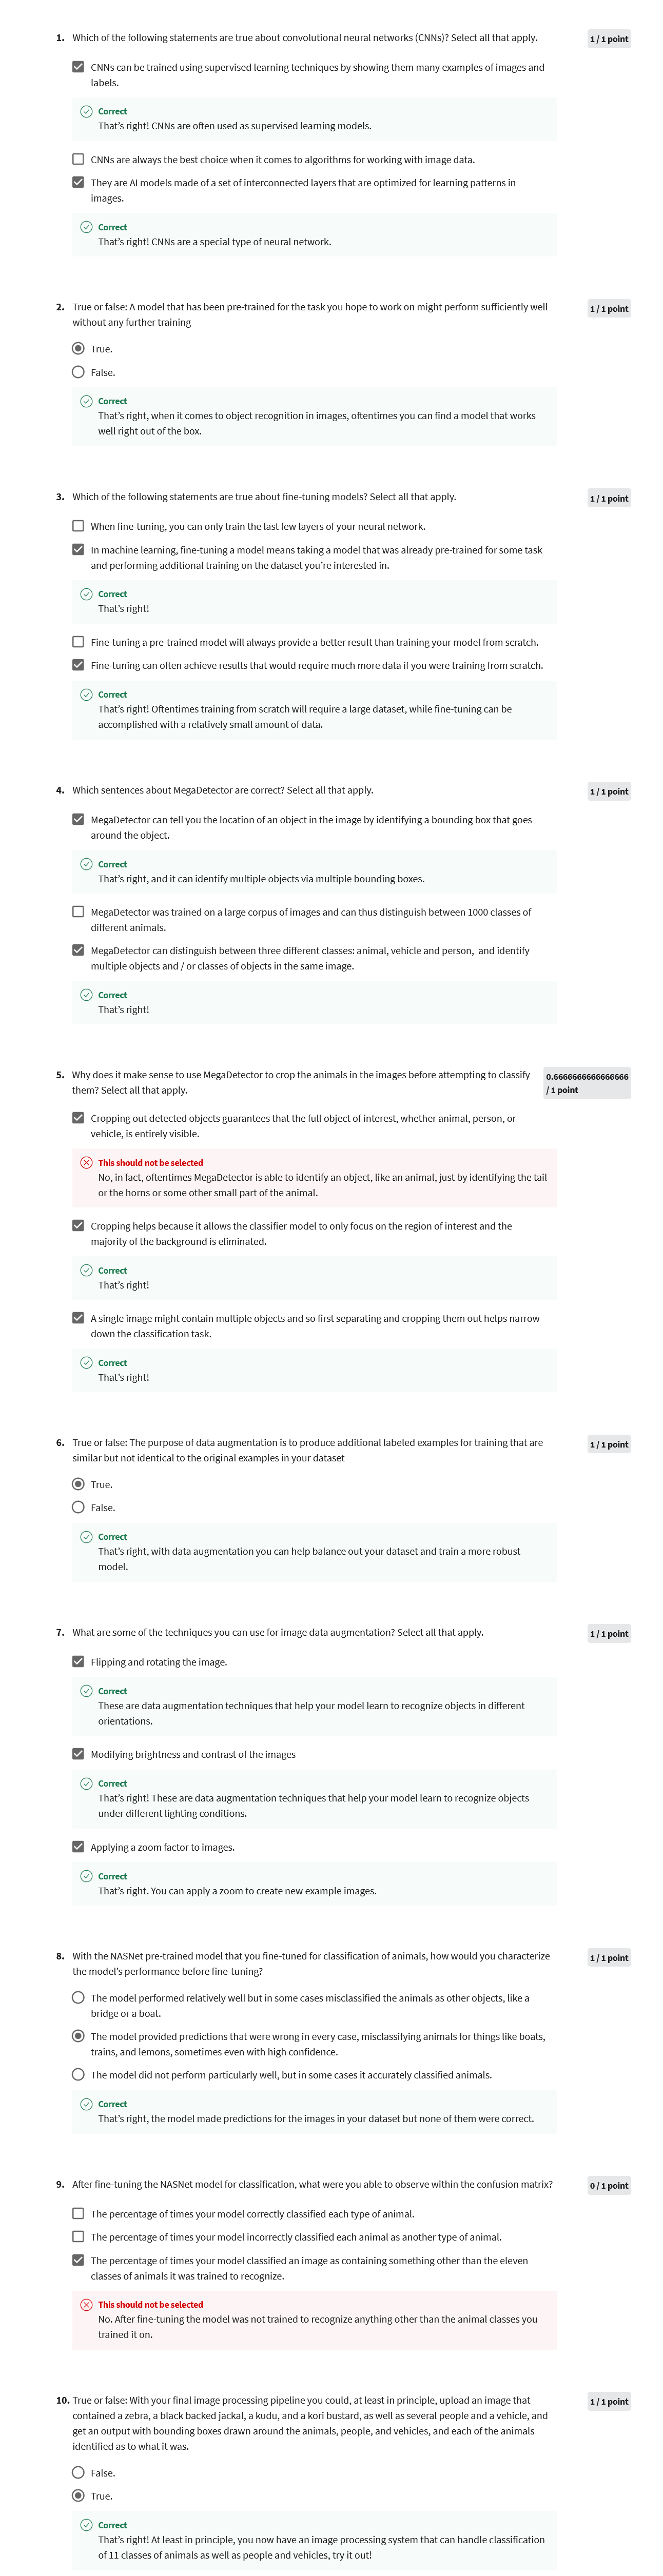 1. Which of the following statements are true about convolutional neural networks (CNNs)? Select all that apply.
1 / 1 point
CNNs can be trained using supervised learning techniques by showing them many examples of images and
labels.
Correct
That's right! CNNs are often used as supervised learning models.
CNNs are always the best choice when it comes to algorithms for working with image data.
They are AI models made of a set of interconnected layers that are optimized for learning patterns in
images.
Correct
That's right! CNNs are a special type of neural network.
2. True or false: A model that has been pre-trained for the task you hope to work on might perform sufficiently well
1 / 1 point
without any further training
True.
False.
Correct
That's right, when it comes to object recognition in images, oftentimes you can find a model that works
well right out of the box.
3. Which of the following statements are true about fine-tuning models? Select all that apply.
1 / 1 point
When fine-tuning, you can only train the last few layers of your neural network.
In machine learning, fine-tuning a model means taking a model that was already pre-trained for some task
and performing additional training on the dataset you're interested in.
Correct
That's right!
Fine-tuning a pre-trained model will always provide a better result than training your model from scratch.
Fine-tuning can often achieve results that would require much more data if you were training from scratch.
Correct
That's right! Oftentimes training from scratch will require a large dataset, while fine-tuning can be
accomplished with a relatively small amount of data.
4. Which sentences about MegaDetector are correct? Select all that apply.
1 / 1 point
MegaDetector can tell you the location of an object in the image by identifying a bounding box that goes
around the object.
Correct
That's right, and it can identify multiple objects via multiple bounding boxes.
MegaDetector was trained on a large corpus of images and can thus distinguish between 1000 classes of
different animals.
MegaDetector can distinguish between three different classes: animal, vehicle and person, and identify
multiple objects and / or classes of objects in the same image.
Correct
That's right!
5. Why does it make sense to use MegaDetector to crop the animals in the images before attempting to classify
0.6666666666666666
them? Select all that apply.
/ 1 point
Cropping out detected objects guarantees that the full object of interest, whether animal, person, or
vehicle, is entirely visible.
This should not be selected
No, in fact, oftentimes MegaDetector is able to identify an object, like an animal, just by identifying the tail
or the horns or some other small part of the animal.
Cropping helps because it allows the classifier model to only focus on the region of interest and the
majority of the background is eliminated.
Correct
That's right!
A single image might contain multiple objects and so first separating and cropping them out helps narrow
down the classification task.
Correct
That's right!
6. True or false: The purpose of data augmentation is to produce additional labeled examples for training that are
1 / 1 point
similar but not identical to the original examples in your dataset
True.
False.
Correct
That's right, with data augmentation you can help balance out your dataset and train a more robust
model.
7. What are some of the techniques you can use for image data augmentation? Select all that apply.
1 / 1 point
Flipping and rotating the image.
Correct
These are data augmentation techniques that help your model learn to recognize objects in different
orientations.
Modifying brightness and contrast of the images
Correct
That's right! These are data augmentation techniques that help your model learn to recognize objects
under different lighting conditions.
Applying a zoom factor to images.
Correct
That's right. You can apply a zoom to create new example images.
8. With the NASNet pre-trained model that you fine-tuned for classification of animals, how would you characterize
1 / 1 point
the model's performance before fine-tuning?
The model performed relatively well but in some cases misclassified the animals as other objects, like a
bridge or a boat.
The model provided predictions that were wrong in every case, misclassifying animals for things like boats,
trains, and lemons, sometimes even with high confidence.
The model did not perform particularly well, but in some cases it accurately classified animals.
Correct
That's right, the model made predictions for the images in your dataset but none of them were correct.
9. After fine-tuning the NASNet model for classification, what were you able to observe within the confusion matrix?
0 / 1 point
The percentage of times your model correctly classified each type of animal.
The percentage of times your model incorrectly classified each animal as another type of animal.
The percentage of times your model classified an image as containing something other than the eleven
classes of animals it was trained to recognize.
This should not be selected
No. After fine-tuning the model was not trained to recognize anything other than the animal classes you
trained it on.
10. True or false: With your final image processing pipeline you could, at least in principle, upload an image that
1 / 1 point
contained a zebra, a black backed jackal, a kudu, and a kori bustard, as well as several people and a vehicle, and
get an output with bounding boxes drawn around the animals, people, and vehicles, and each of the animals
identified as to what it was.
False.
True.
Correct
That's right! At least in principle, you now have an image processing system that can handle classification
of 11 classes of animals as well as people and vehicles, try it out!